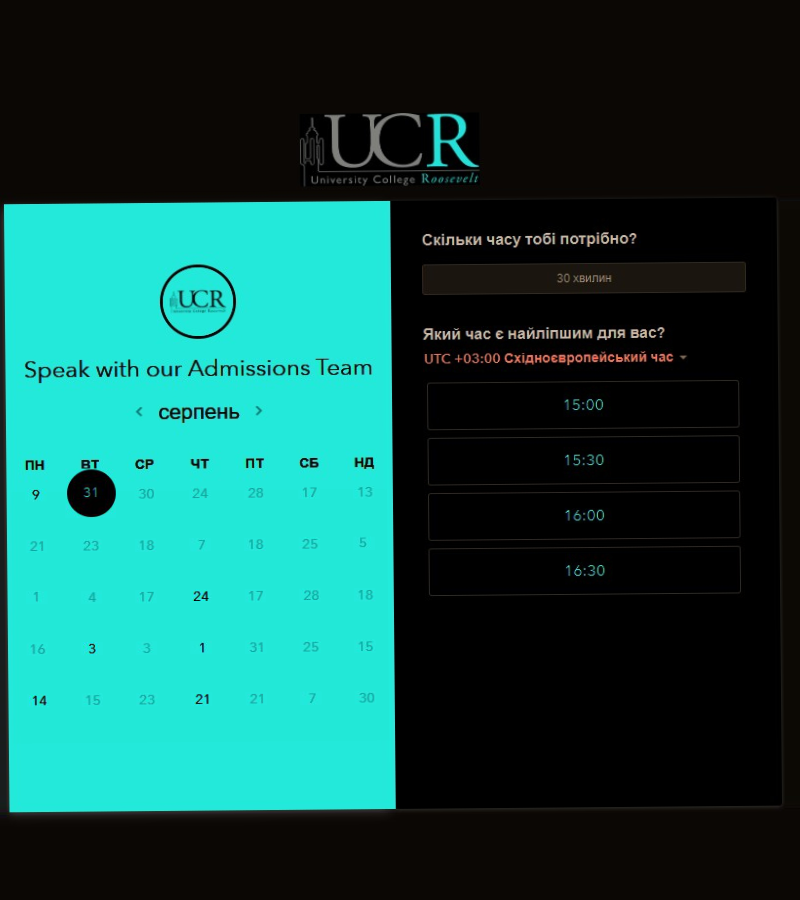 UCR
University College Roosevelt
UCR
Speak with our Admissions Team
серпень
ПН ВТ СР ЧТ ПТ СБ НД
9 31 30 24 28 17 13
21 23 18 7 18 25 5
1 4 17 24 17 28 18
16 3 3 1 31 25 15
14 15 23 21 21 7 30
Скільки часу тобі потрібно?
30 хвилин
Який час є найліпшим для вас?
UTC +03:00 Східноєвропейський час
15:00
15:30
16:00
16:30